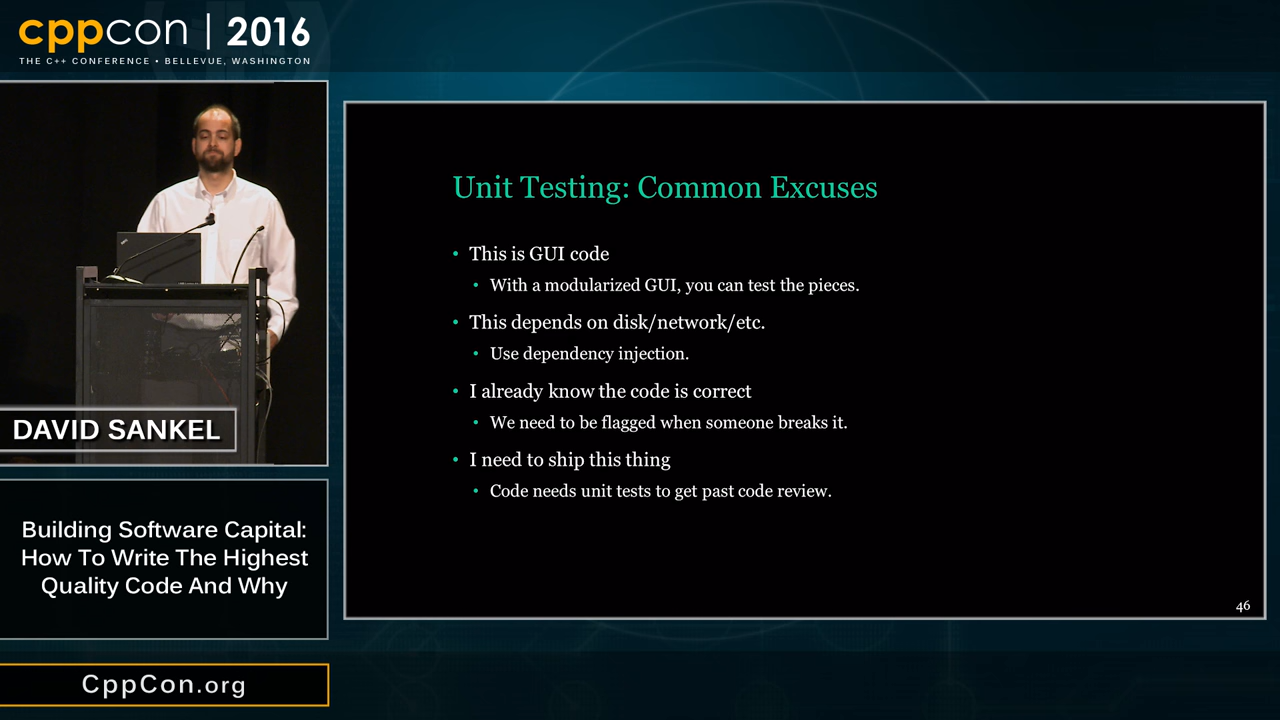 cppcon | 2016
THE C++ CONFERENCE • BELLEVUE, WASHINGTON
DAVID SANKEL
Building Software Capital:
How To Write The Highest
Quality Code And Why
CppCon.org
Unit Testing: Common Excuses
• This is GUI code
• With a modularized GUI, you can test the pieces.
• This depends on disk/network/etc.
• Use dependency injection.
• I already know the code is correct
• We need to be flagged when someone breaks it.
• I need to ship this thing
• Code needs unit tests to get past code review.
46